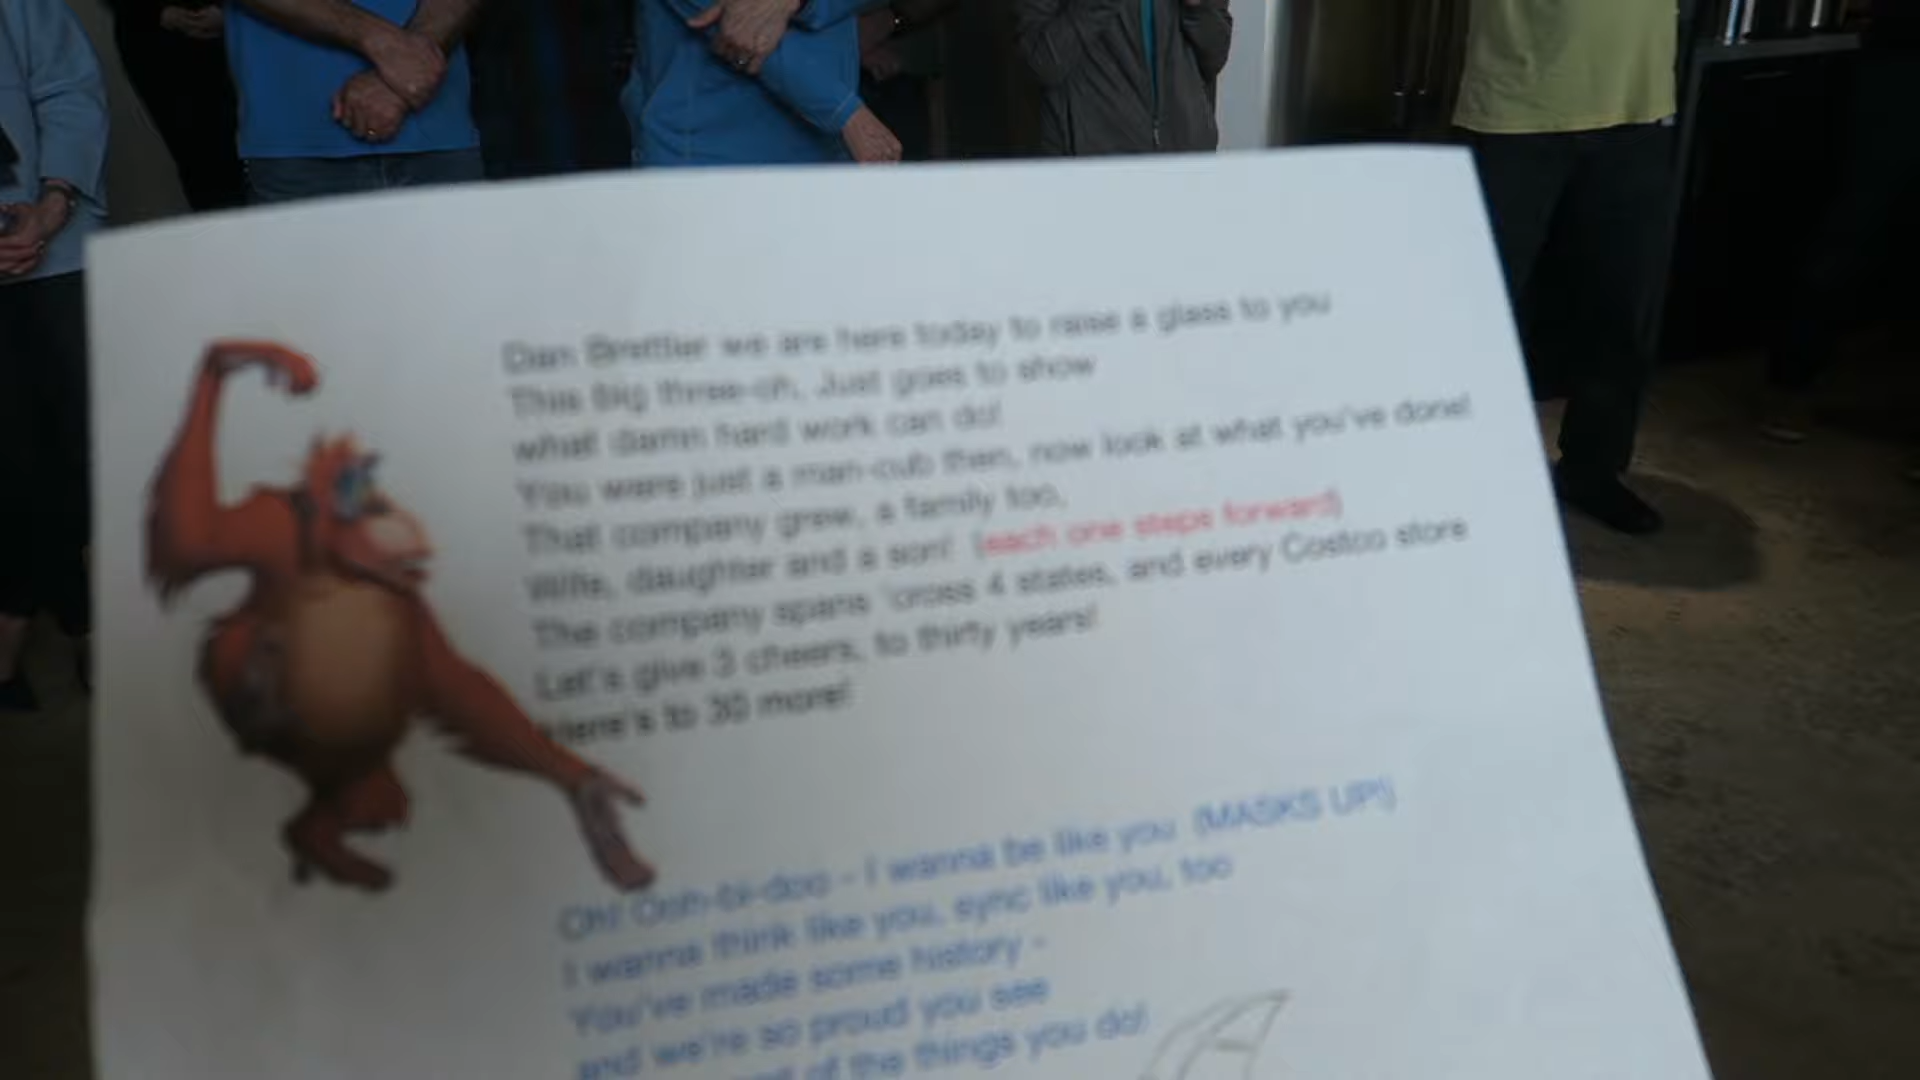 Dan Brettler we are here today to raise a glass to you
This Big three-oh, Just goes to show
what damn hard work can do!
You were just a man-cub then, now look at what you've done!
That company grew, a family too,
Wife, daughter and a son! (each one steps forward)
The company spans 'cross 4 states, and every Costco store
Let's give 3 cheers, to thirty years!
Here's to 30 more!
Oh! Ooh-bi-doo - I wanna be like you (MASKS UP!)
I wanna think like you, sync like you, too
You've made some history -
and we're so proud you see
of the things you do!